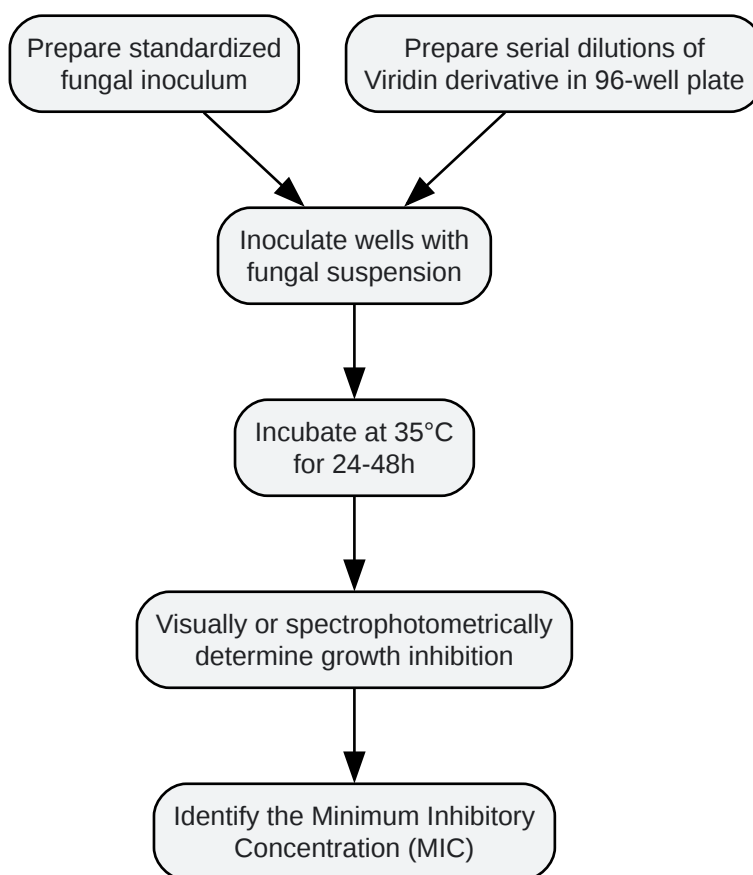 Prepare standardized
fungal inoculum
Prepare serial dilutions of
Viridin derivative in 96-well plate
Inoculate wells with
fungal suspension
Incubate at 35°C
for 24-48h
Visually or spectrophotometrically
determine growth inhibition
Identify the Minimum Inhibitory
Concentration (MIC)